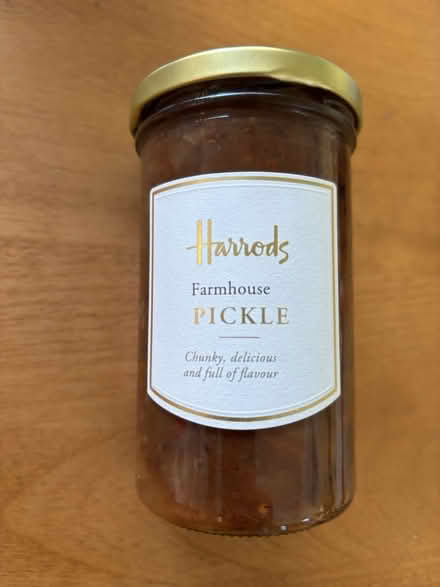 Harrods
Farmhouse
PICKLE
Chunky, delicious
and full of flavour